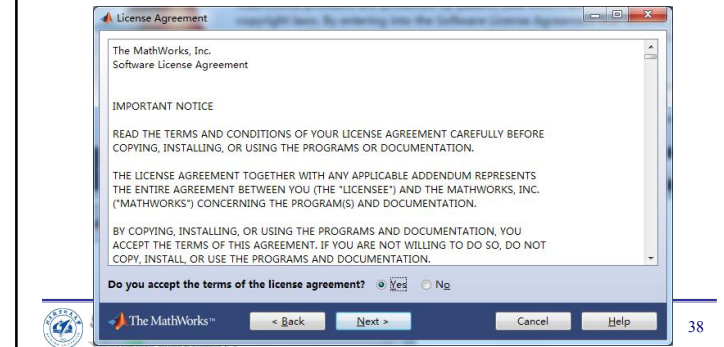 License Agreement
The MathWorks, Inc.
Software License Agreement
IMPORTANT NOTICE
READ THE TERMS AND CONDITIONS OF YOUR LICENSE AGREEMENT CAREFULLY BEFORE
COPYING, INSTALLING, OR USING THE PROGRAMS OR DOCUMENTATION.
THE LICENSE AGREEMENT TOGETHER WITH ANY APPLICABLE ADDENDUM REPRESENTS
THE ENTIRE AGREEMENT BETWEEN YOU (THE "LICENSEE") AND THE MATHWORKS, INC.
("MATHWORKS") CONCERNING THE PROGRAM(S) AND DOCUMENTATION.
BY COPYING, INSTALLING, OR USING THE PROGRAMS AND DOCUMENTATION, YOU
ACCEPT THE TERMS OF THIS AGREEMENT. IF YOU ARE NOT WILLING TO DO SO, DO NOT
COPY, INSTALL, OR USE THE PROGRAMS AND DOCUMENTATION.
Do you accept the terms of the license agreement? Yes No
The MathWorks™ < Back Next > Cancel Help
38